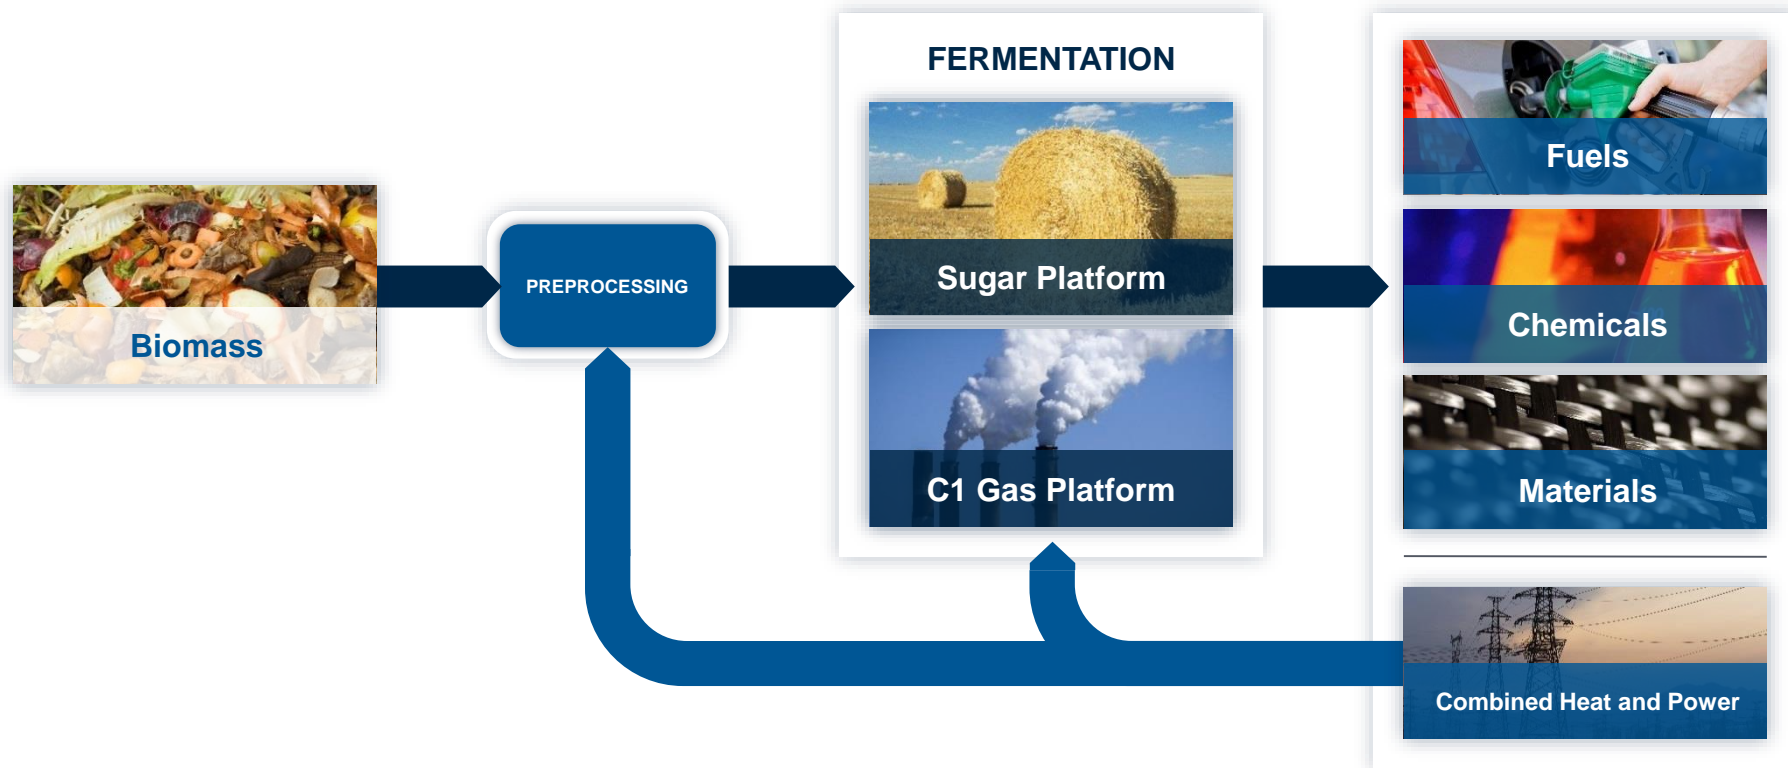 Biomass
PREPROCESSING
FERMENTATION
Sugar Platform
C1 Gas Platform
Fuels
Chemicals
Materials
Combined Heat and Power